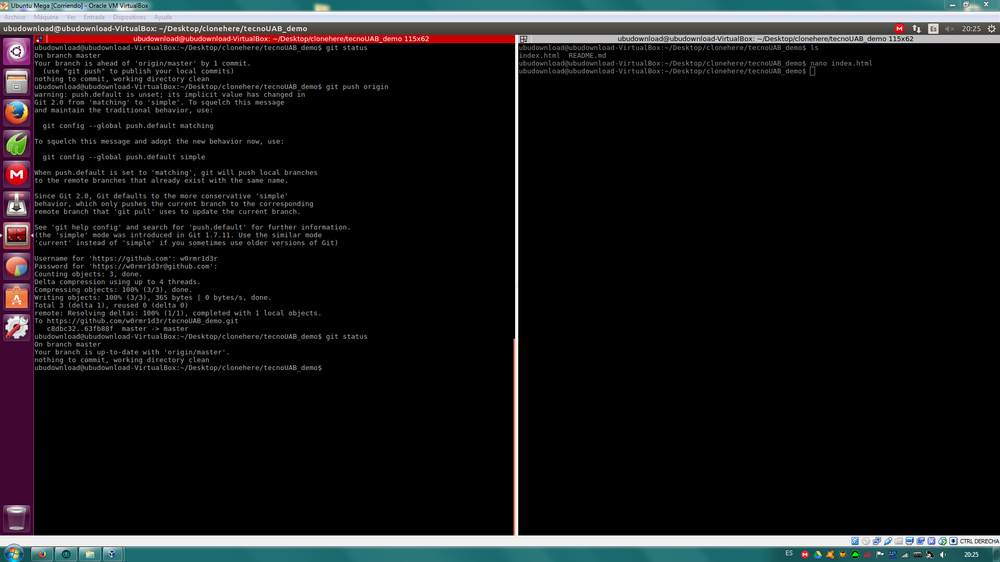 Ubuntu Mega [Corriendo] - Oracle VM VirtualBox
Archivo Máquina Ver Entrada Dispositivos Ayuda
ubudownload@ubudownload-VirtualBox: ~/Desktop/clonehere/tecnoUAB_demo
Es 20:25
ubudownload@ubudownload-VirtualBox: ~/Desktop/clonehere/tecnoUAB_demo 115x62
ubudownload@ubudownload-VirtualBox:~/Desktop/clonehere/tecnoUAB_demo$ git status
On branch master
Your branch is ahead of 'origin/master' by 1 commit.
  (use "git push" to publish your local commits)
nothing to commit, working directory clean
ubudownload@ubudownload-VirtualBox:~/Desktop/clonehere/tecnoUAB_demo$ git push origin
warning: push.default is unset; its implicit value has changed in
Git 2.0 from 'matching' to 'simple'. To squelch this message
and maintain the traditional behavior, use:
  git config --global push.default matching
To squelch this message and adopt the new behavior now, use:
  git config --global push.default simple
When push.default is set to 'matching', git will push local branches
to the remote branches that already exist with the same name.
Since Git 2.0, Git defaults to the more conservative 'simple'
behavior, which only pushes the current branch to the corresponding
remote branch that 'git pull' uses to update the current branch.
See 'git help config' and search for 'push.default' for further information.
(the 'simple' mode was introduced in Git 1.7.11. Use the similar mode
'current' instead of 'simple' if you sometimes use older versions of Git)
Username for 'https://github.com': w0rmr1d3r
Password for 'https://w0rmr1d3r@github.com':
Counting objects: 3, done.
Delta compression using up to 4 threads.
Compressing objects: 100% (3/3), done.
Writing objects: 100% (3/3), 365 bytes | 0 bytes/s, done.
Total 3 (delta 1), reused 0 (delta 0)
remote: Resolving deltas: 100% (1/1), completed with 1 local objects.
To https://github.com/w0rmr1d3r/tecnoUAB_demo.git
   c8dbc32..63fb88f  master -> master
ubudownload@ubudownload-VirtualBox:~/Desktop/clonehere/tecnoUAB_demo$ git status
On branch master
Your branch is up-to-date with 'origin/master'.
nothing to commit, working directory clean
ubudownload@ubudownload-VirtualBox:~/Desktop/clonehere/tecnoUAB_demo$
ubudownload@ubudownload-VirtualBox: ~/Desktop/clonehere/tecnoUAB_demo 115x62
ubudownload@ubudownload-VirtualBox:~/Desktop/clonehere/tecnoUAB_demo$ ls
index.html  README.md
ubudownload@ubudownload-VirtualBox:~/Desktop/clonehere/tecnoUAB_demo$ nano index.html
ubudownload@ubudownload-VirtualBox:~/Desktop/clonehere/tecnoUAB_demo$
CTRL DERECHA
ES 20:25